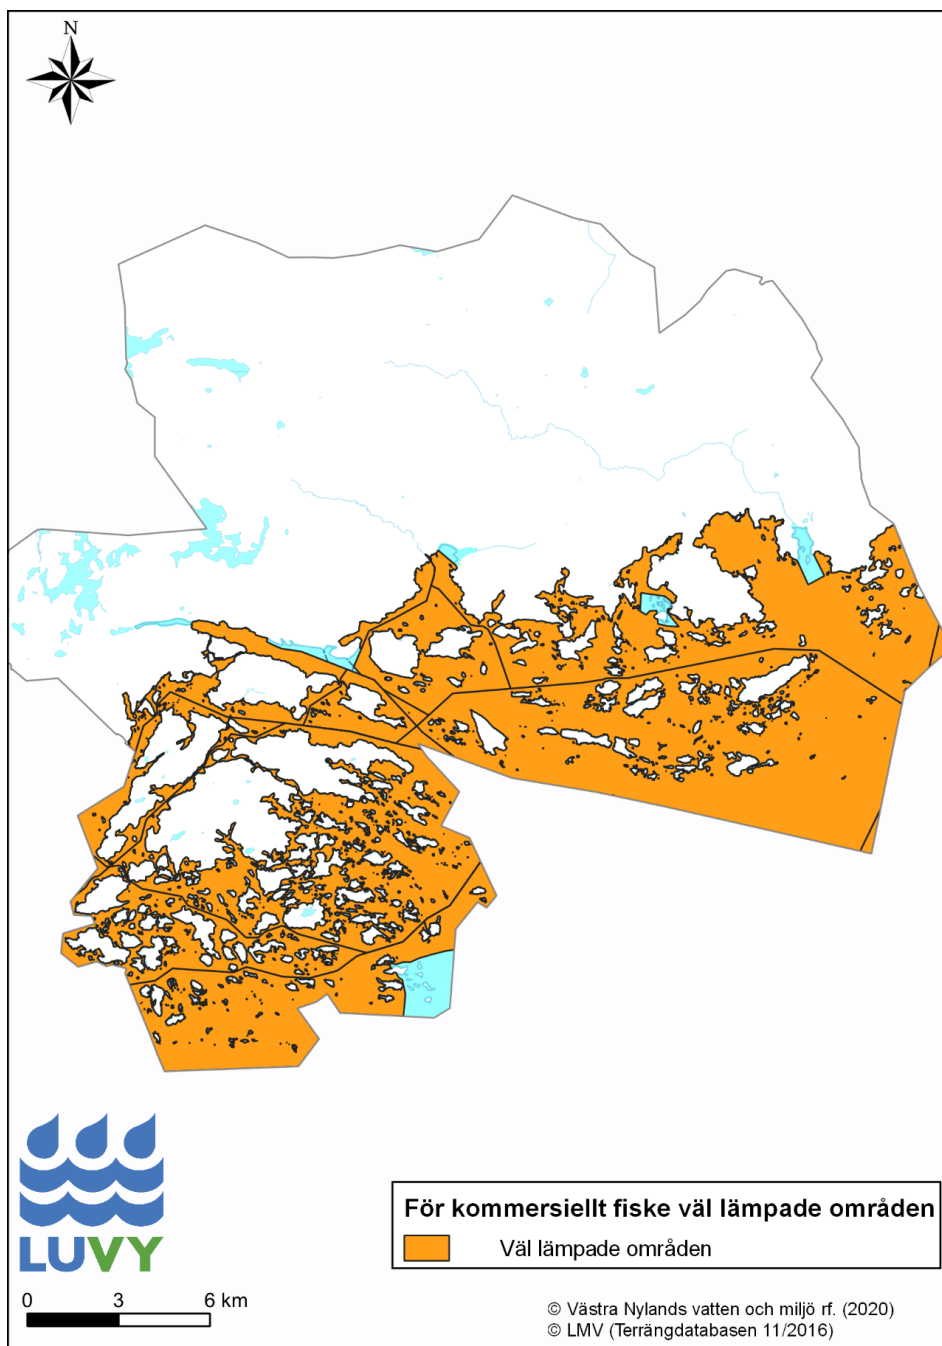 N
LUVY
0 3 6 km
För kommersiellt fiske väl lämpade områden
Väl lämpade områden
© Västra Nylands vatten och miljö rf. (2020)
© LMV (Terrängdatabasen 11/2016)